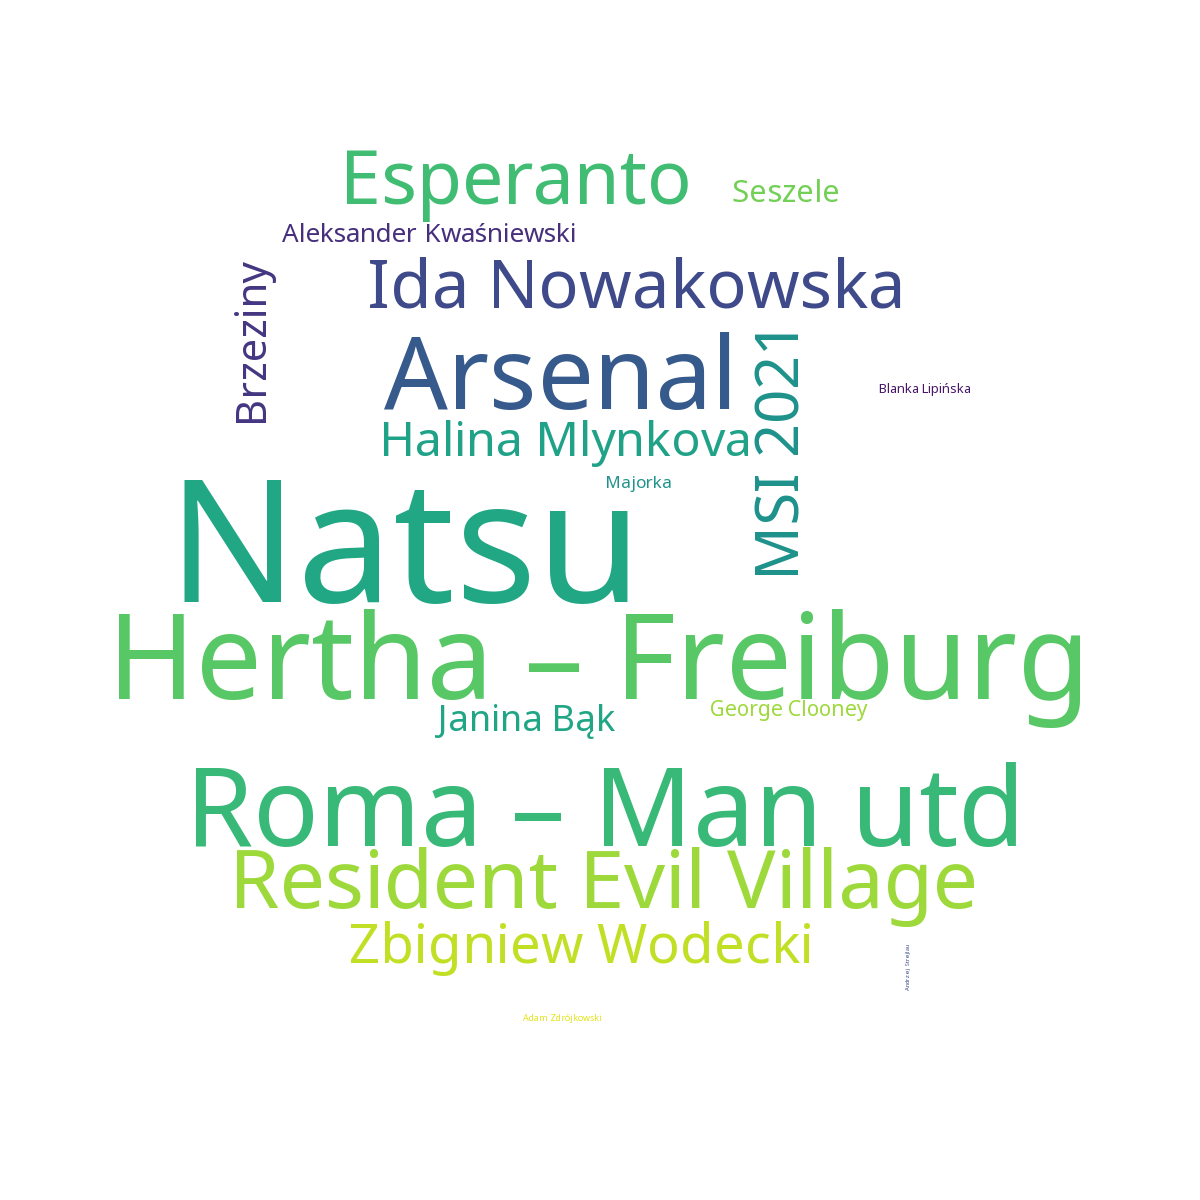 Esperanto
Seszele
Aleksander Kwaśniewski
Ida Nowakowska
Brzeziny
Arsenal
MSI 2021
Blanka Lipińska
Halina Mlynkova
Majorka
Natsu
Hertha – Freiburg
Janina Bąk
George Clooney
Roma – Man utd
Resident Evil Village
Zbigniew Wodecki
Andrzej Strejlau
Adam Zdrójkowski